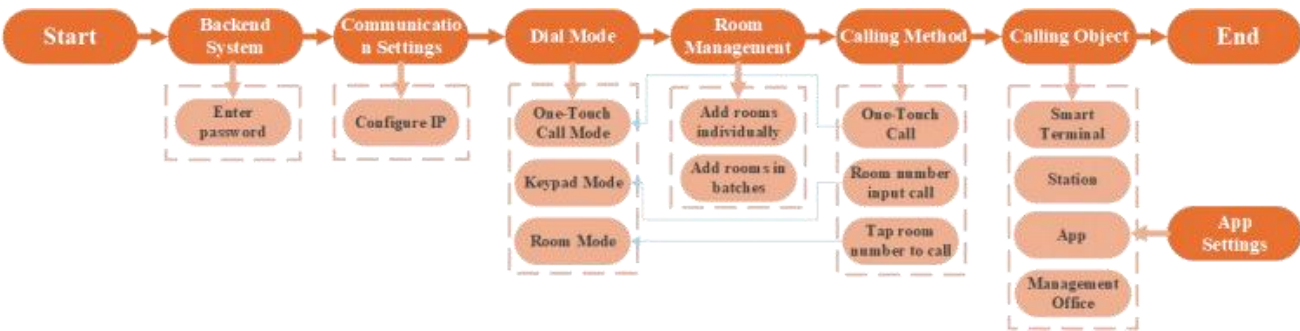 Start
Backend
System
Communicatio
n Settings
Dial Mode
Room
Management
Calling Method
Calling Object
End
Enter
password
Configure IP
One-Touch
Call Mode
Keypad Mode
Room Mode
Add rooms
individually
Add rooms in
batches
One-Touch
Call
Room number
input call
Tap room
number to call
Smart
Terminal
Station
App
Management
Office
App
Settings